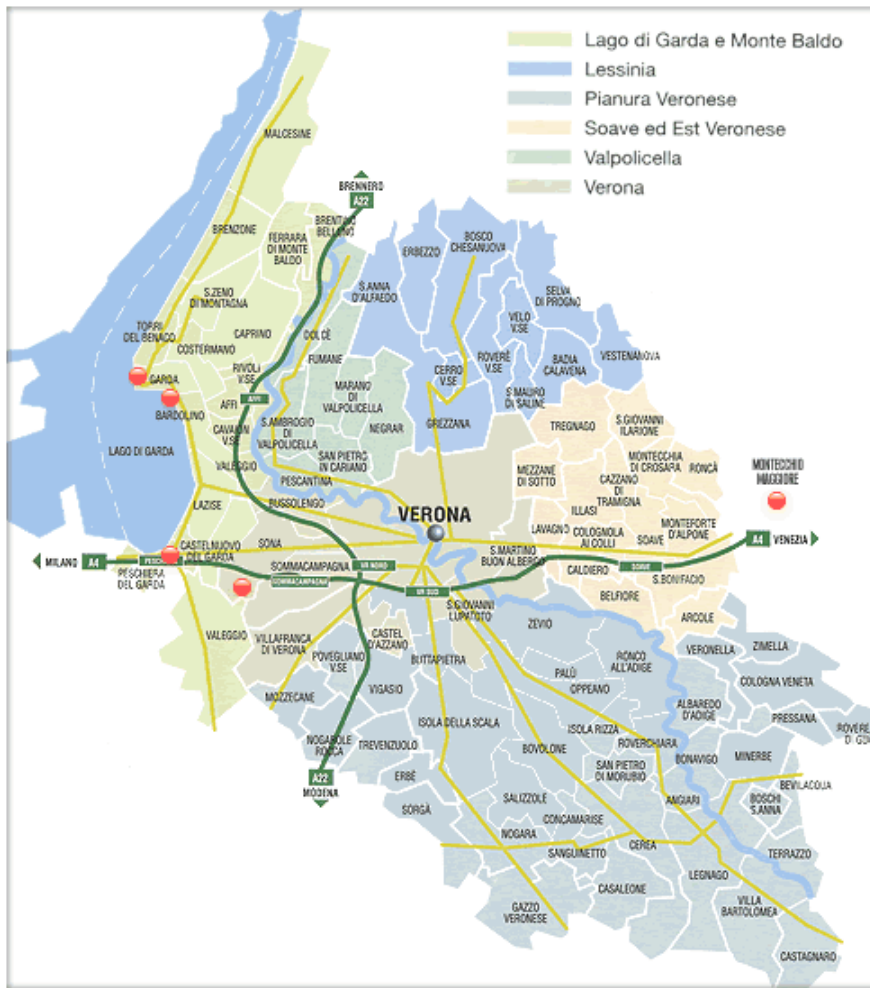 Lago di Garda e Monte Baldo
Lessinia
Pianura Veronese
Soave ed Est Veronese
Valpolicella
Verona
MALCESINE
BRENNERO
A22
BRENZONE
FERRARA
DI MONTE
BALDO
BRENTINO
BELLUNO
ERBEZZO
BOSCO
CHESANUOVA
S.ANNA
D'ALFAEDO
SELVA
DI PROGNO
S.ZENO
DI MONTAGNA
TORRI
DEL BENACO
COSTERMANO
CAPRINO
DOLCÈ
FUMANE
VELO
V.SE
ROVERÈ
V.SE
BADIA
CALAVENA
VESTENANOVA
GARDA
RIVOLI
V.SE
CERRO
V.SE
MARANO
DI
VALPOLICELLA
S.MAURO
DI SALINE
BARDOLINO
AFFI
AFFI
CAVAION
V.SE
S.AMBROGIO
DI
VALPOLICELLA
NEGRAR
GREZZANA
TREGNAGO
S.GIOVANNI
ILARIONE
LAGO DI GARDA
VALEGGIO
SAN PIETRO
IN CARIANO
MEZZANE
DI SOTTO
MONTECCHIA
DI CROSARA
RONCÀ
CAZZANO
DI
TRAMIGNA
MONTECCHIO
MAGGIORE
PESCANTINA
LAZISE
BUSSOLENGO
VERONA
ILLASI
LAVAGNO
COLOGNOLA
AI COLLI
SOAVE
MONTEFORTE
D'ALPONE
A4
VENEZIA
CASTELNUOVO
DEL GARDA
SONA
MILANO
A4
PESCHIERA
DEL GARDA
SOMMACAMPAGNA
SOMMACAMPAGNA
VR NORD
S.MARTINO
BUON ALBERGO
CALDIERO
SOAVE
S.BONIFACIO
VR SUD
BELFIORE
S.GIOVANNI
LUPATOTO
ZEVIO
ARCOLE
VALEGGIO
VILLAFRANCA
DI VERONA
CASTEL
D'AZZANO
POVEGLIANO
V.SE
BUTTAPIETRA
VERONELLA
ZIMELLA
RONCO
ALL'ADIGE
PALÙ
OPPEANO
COLOGNA VENETA
MOZZECANE
VIGASIO
ALBAREDO
D'ADIGE
PRESSANA
ISOLA DELLA SCALA
ISOLA RIZZA
NOGAROLE
ROCCA
TREVENZUOLO
BOVOLONE
ROVERCHIARA
BONAVIGO
MINERBE
SAN PIETRO
DI MORUBIO
A22
MODENA
ERBÈ
SORGÀ
SALIZZOLE
ANGIARI
BOSCHI
S.ANNA
BEVILACQUA
CONCAMARISE
NOGARA
SANGUINETTO
CEREA
TERRAZZO
LEGNAGO
CASALEONE
GAZZO
VERONESE
VILLA
BARTOLOMEA
CASTAGNARO